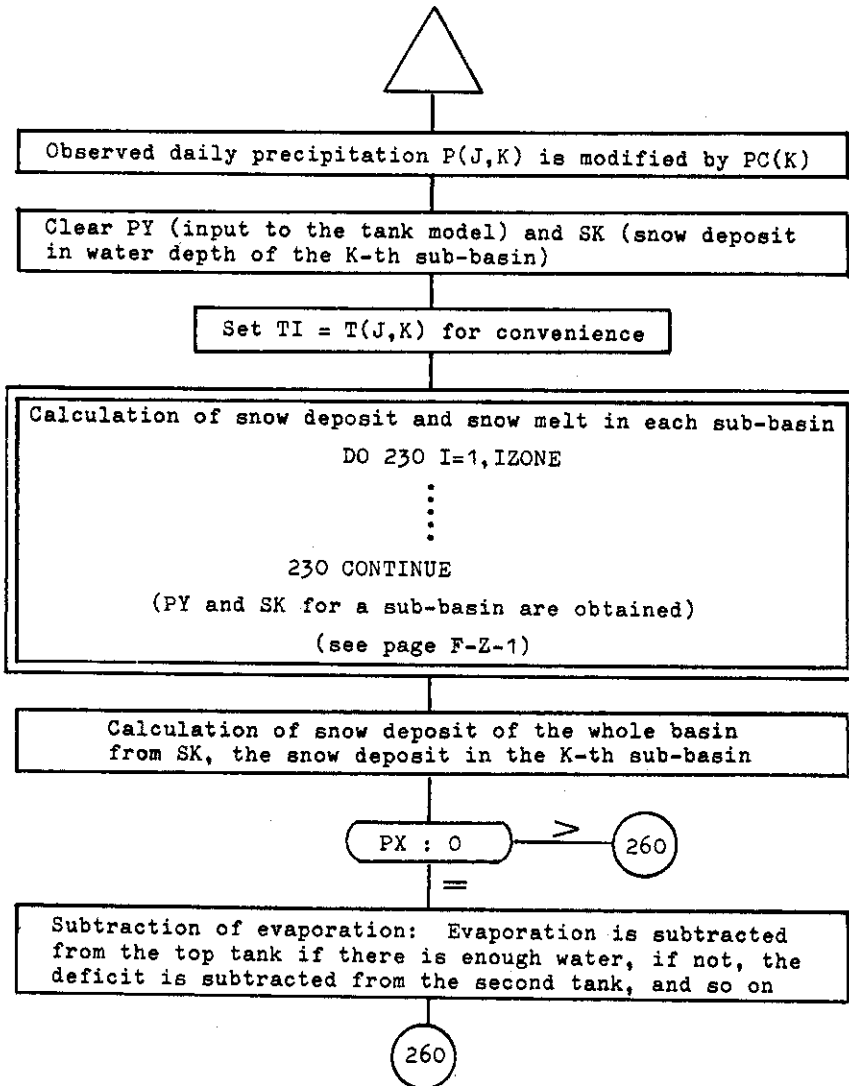 Observed daily precipitation P(J,K) is modified by PC(K)
Clear PY (input to the tank model) and SK (snow deposit
in water depth of the K-th sub-basin)
Set TI = T(J,K) for convenience
Calculation of snow deposit and snow melt in each sub-basin
DO 230 I=1,IZONE
230 CONTINUE
(PY and SK for a sub-basin are obtained)
(see page F-Z-1)
Calculation of snow deposit of the whole basin
from SK, the snow deposit in the K-th sub-basin
PX : 0
>
260
=
Subtraction of evaporation: Evaporation is subtracted
from the top tank if there is enough water, if not, the
deficit is subtracted from the second tank, and so on
260